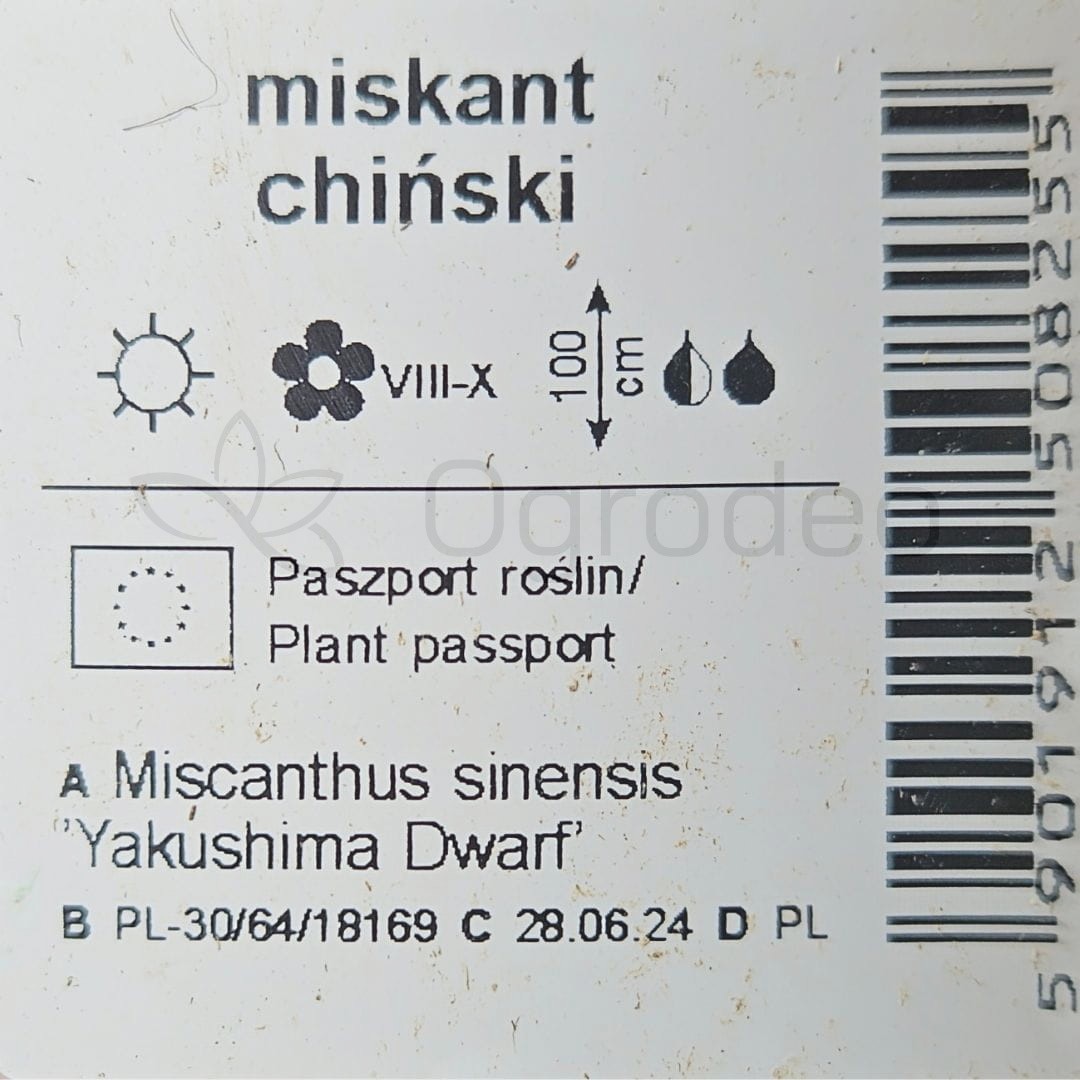 miskant
chiński
VIII-X
100
cm
Ogrodeo
Paszport roślin/
Plant passport
A Miscanthus sinensis
'Yakushima Dwarf'
B PL-30/64/18169 C 28.06.24 D PL
5901912508255